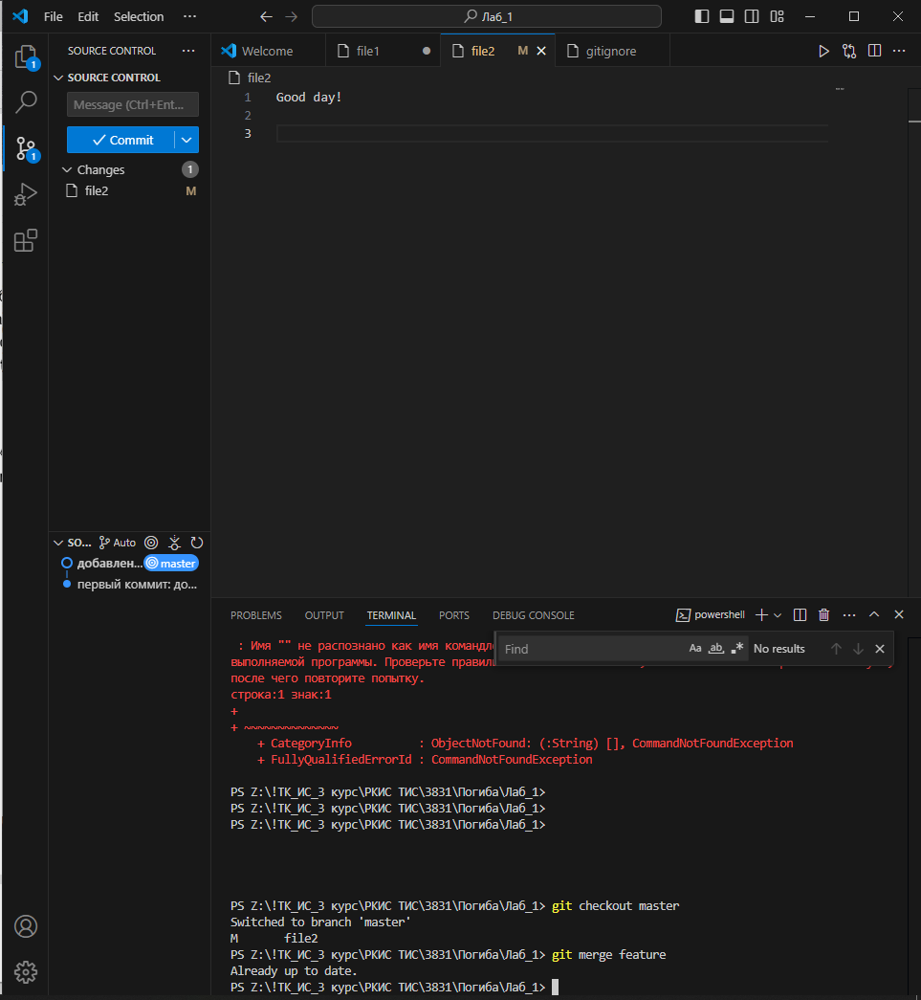 File Edit Selection ··· Лаб_1
SOURCE CONTROL ···
SOURCE CONTROL
Message (Ctrl+Ent...
Commit
Changes 1
file2 M
SO... Auto
добавлен... master
первый коммит: до...
1
1
Welcome file1 file2 M gitignore
file2
1 Good day!
2
3
PROBLEMS OUTPUT TERMINAL PORTS DEBUG CONSOLE powershell
Find Aa ab No results
: Имя "" не распознано как имя командле
выполняемой программы. Проверьте правиль
после чего повторите попытку.
строка:1 знак:1
+
+ ~~~~~~~~~~~~~~
+ CategoryInfo : ObjectNotFound: (:String) [], CommandNotFoundException
+ FullyQualifiedErrorId : CommandNotFoundException
PS Z:\!ТК_ИС_3 курс\РКИС ТИС\3831\Погиба\Лаб_1>
PS Z:\!ТК_ИС_3 курс\РКИС ТИС\3831\Погиба\Лаб_1>
PS Z:\!ТК_ИС_3 курс\РКИС ТИС\3831\Погиба\Лаб_1>
PS Z:\!ТК_ИС_3 курс\РКИС ТИС\3831\Погиба\Лаб_1> git checkout master
Switched to branch 'master'
M file2
PS Z:\!ТК_ИС_3 курс\РКИС ТИС\3831\Погиба\Лаб_1> git merge feature
Already up to date.
PS Z:\!ТК_ИС_3 курс\РКИС ТИС\3831\Погиба\Лаб_1>